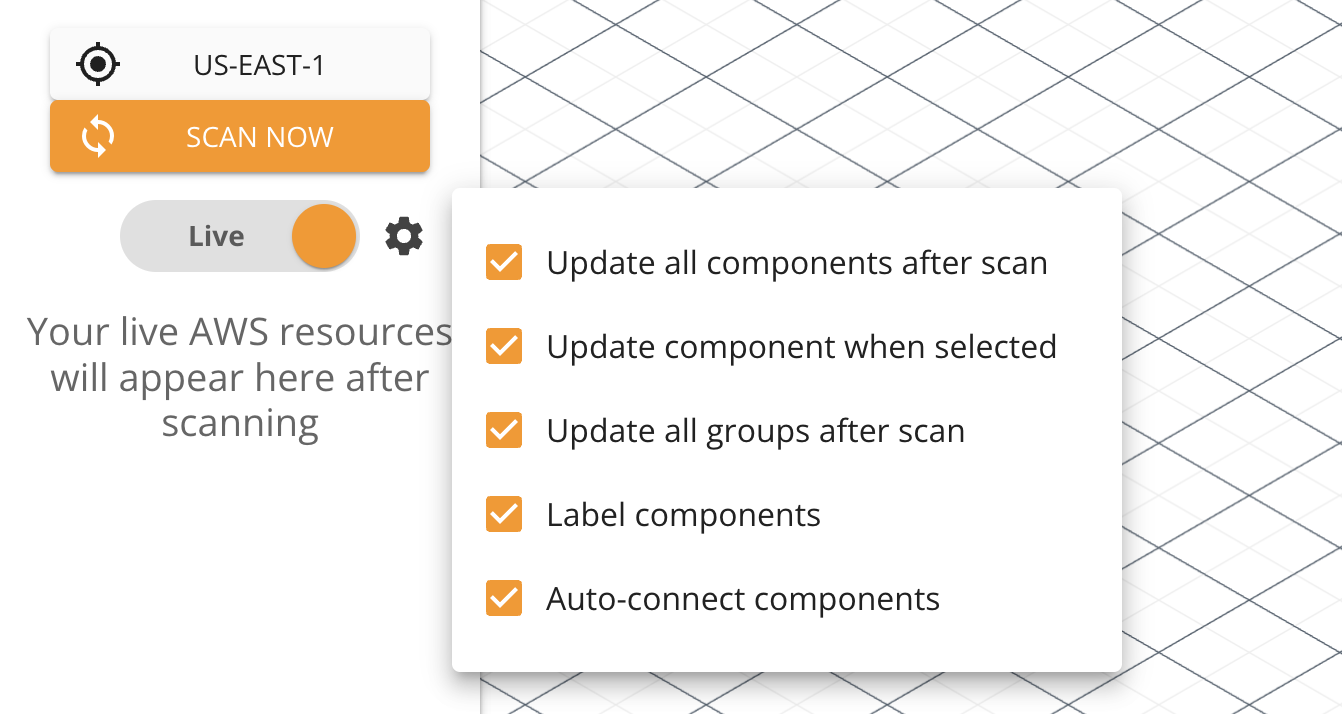 US-EAST-1
SCAN NOW
Live
Your live AWS resources
will appear here after
scanning
Update all components after scan
Update component when selected
Update all groups after scan
Label components
Auto-connect components